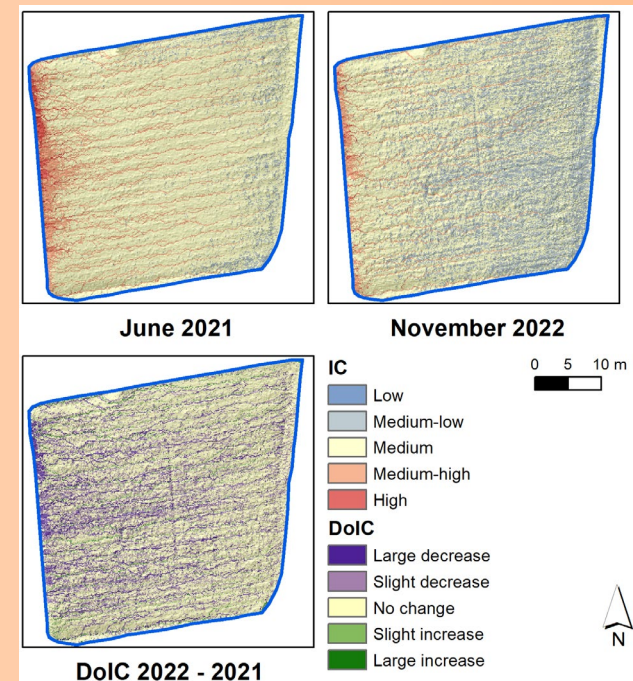 June 2021
November 2022
IC
Low
Medium-low
Medium
Medium-high
High
0 5 10 m
DoIC
Large decrease
Slight decrease
No change
Slight increase
Large increase
N
DoIC 2022 - 2021